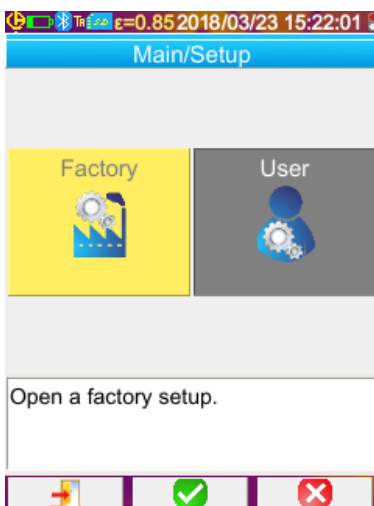 ε=0.85 2018/03/23 15:22:01
Main/Setup
Factory
User
Open a factory setup.